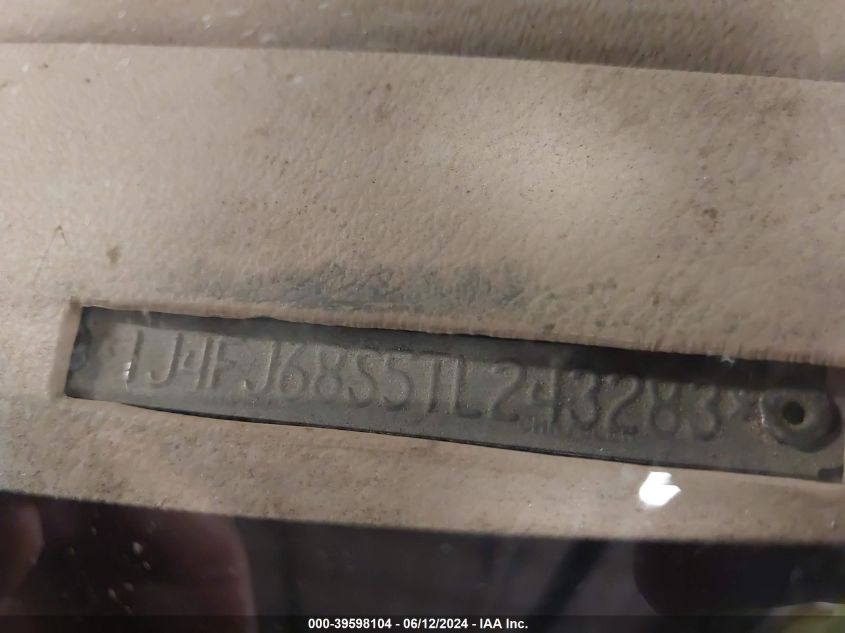 1J4FJ68S5TL243283*
000-39598104 - 06/12/2024 - IAA Inc.